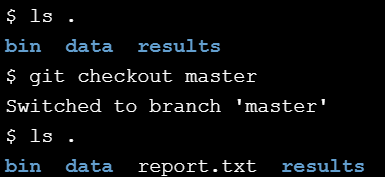 $ ls .
bin  data  results
$ git checkout master
Switched to branch 'master'
$ ls .
bin  data  report.txt  results